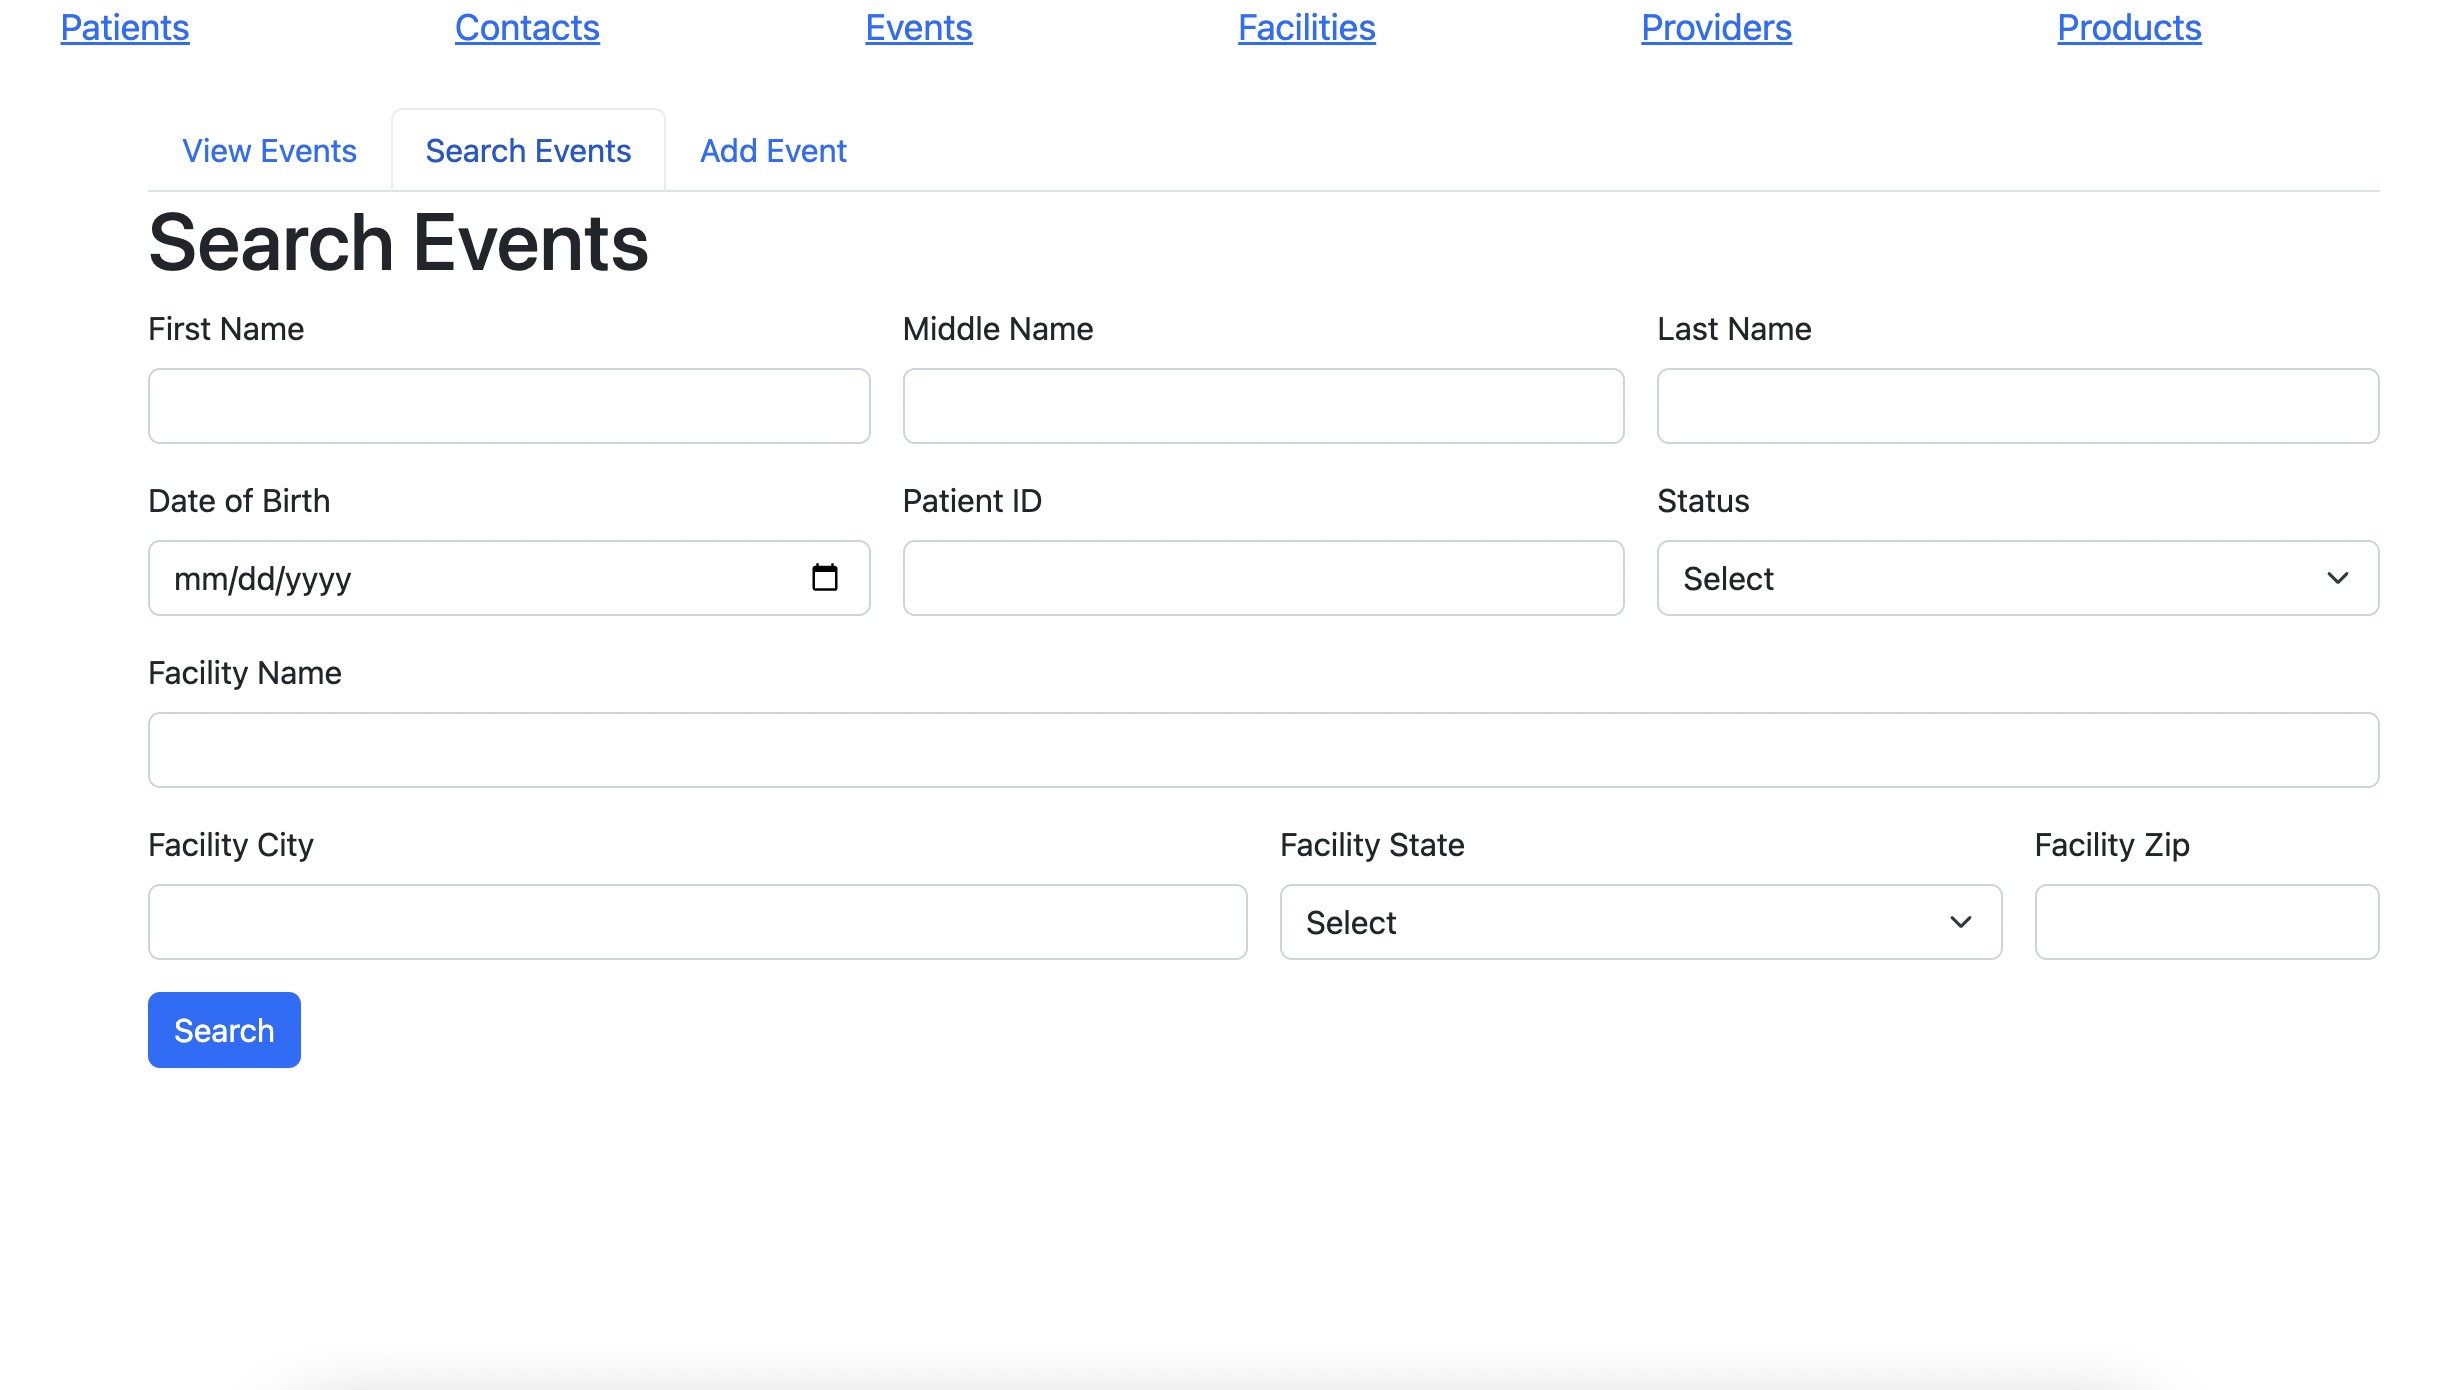 Patients Contacts Events Facilities Providers Products
View Events Search Events Add Event
Search Events
First Name Middle Name Last Name
Date of Birth Patient ID Status
mm/dd/yyyy Select
Facility Name
Facility City Facility State Facility Zip
Select
Search